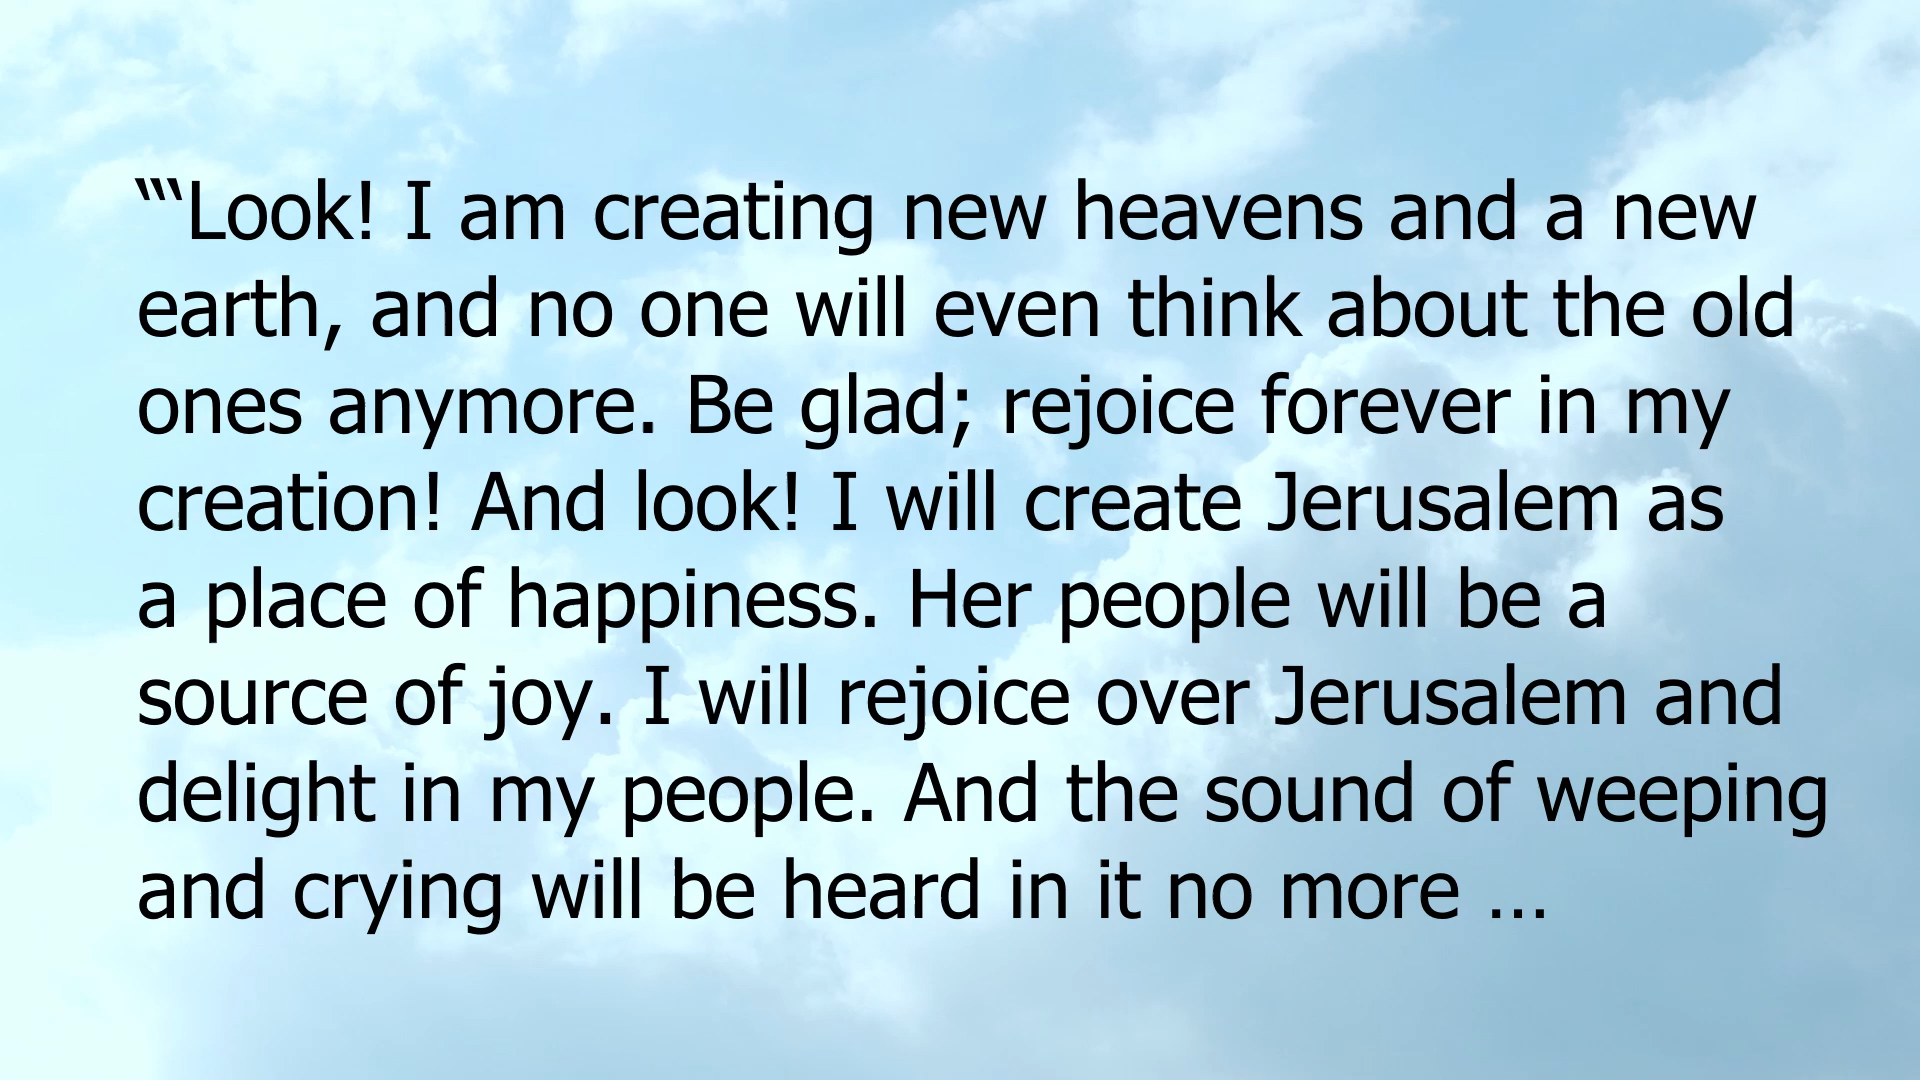 “‘Look! I am creating new heavens and a new
earth, and no one will even think about the old
ones anymore. Be glad; rejoice forever in my
creation! And look! I will create Jerusalem as
a place of happiness. Her people will be a
source of joy. I will rejoice over Jerusalem and
delight in my people. And the sound of weeping
and crying will be heard in it no more …